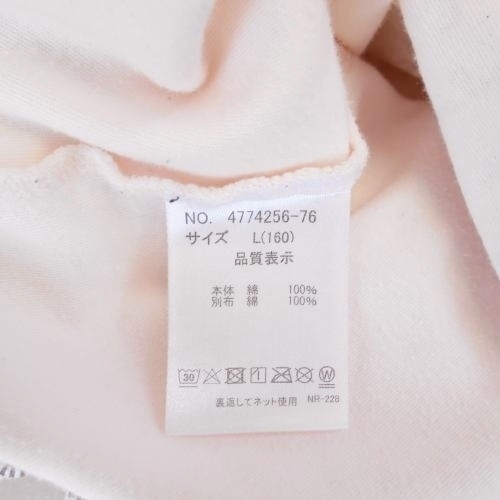 NO. 4774256-76
サイズ L(160)
品質表示
本体 綿 100%
別布 綿 100%
30 W
裏返してネット使用 NR-228